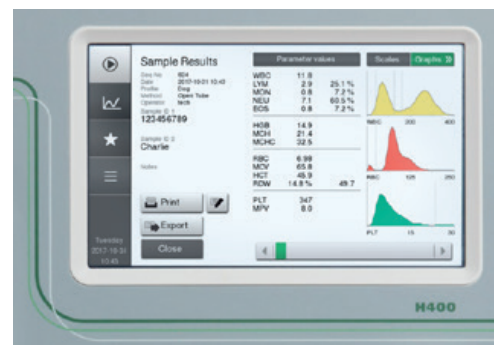 Sample Results
Seq No. 824
Date 2017-10-31 10:43
Profile Dog
Method Open Tube
Operator tech
Sample ID 1
123456789
Sample ID 2
Charlie
Notes
Print
Export
Close
Tuesday
2017-10-31
10:45
Parameter values
WBC 11.8
LYM 2.9 25.1 %
MON 0.8 7.2 %
NEU 7.1 60.5 %
EOS 0.8 7.2 %
HGB 14.9
MCH 21.4
MCHC 32.5
RBC 6.98
MCV 65.8
HCT 45.9
RDW 14.8 % 49.7
PLT 347
MPV 8.0
Scales
Graphs
WBC 200 400
RBC 125 250
PLT 15 30
H400